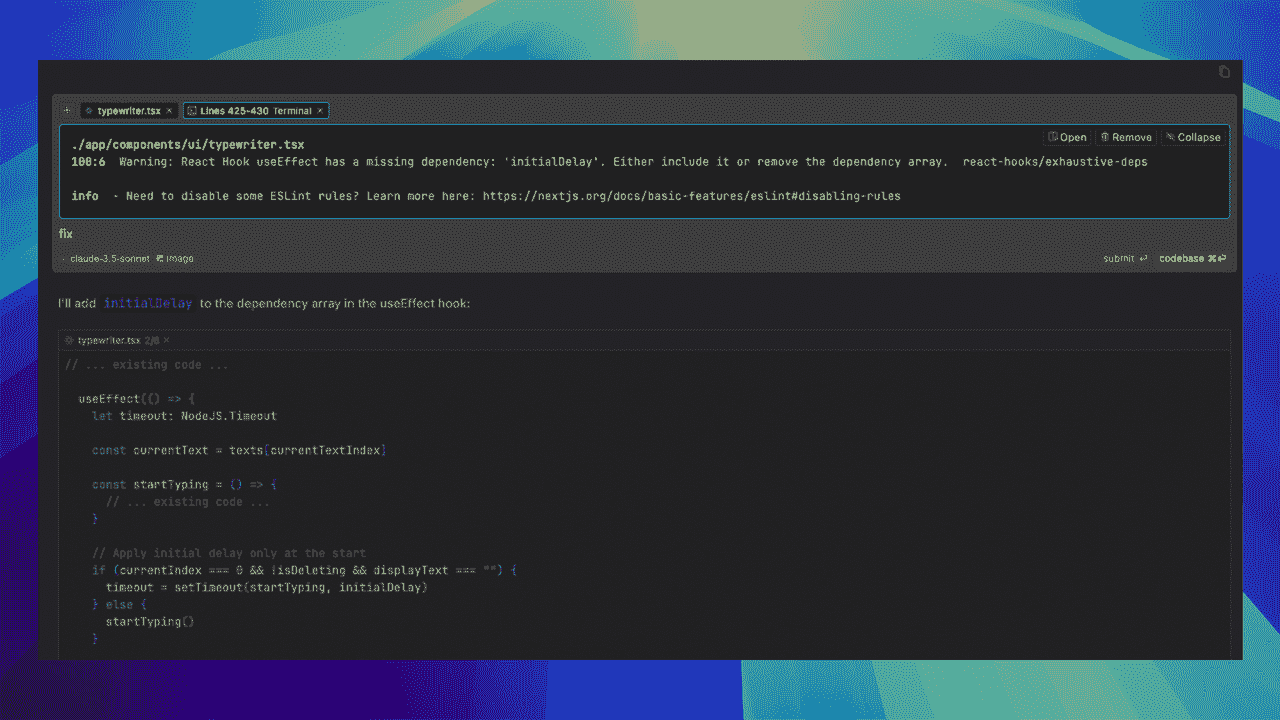 typewriter.tsx × Lines 425-430 Terminal ×
./app/components/ui/typewriter.tsx
Open Remove Collapse
100:6 Warning: React Hook useEffect has a missing dependency: 'initialDelay'. Either include it or remove the dependency array. react-hooks/exhaustive-deps
info - Need to disable some ESLint rules? Learn more here: https://nextjs.org/docs/basic-features/eslint#disabling-rules
fix
claude-3.5-sonnet image submit ↵ codebase ⌘↵
I'll add initialDelay to the dependency array in the useEffect hook:
typewriter.tsx ×
// ... existing code ...
useEffect(() => {
let timeout: NodeJS.Timeout
const currentText = texts[currentTextIndex]
const startTyping = () => {
// ... existing code ...
}
// Apply initial delay only at the start
if (currentIndex === 0 && !isDeleting && displayText === "") {
timeout = setTimeout(startTyping, initialDelay)
} else {
startTyping()
}